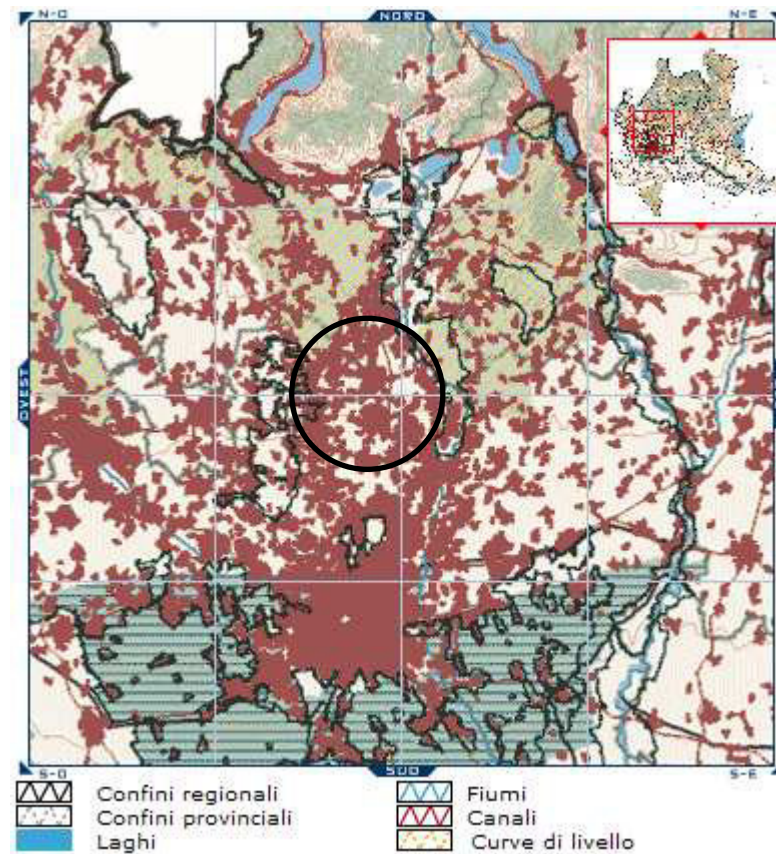 N-O NORD N-E
OVEST
S-O SUD S-E
Confini regionali Fiumi
Confini provinciali Canali
Laghi Curve di livello